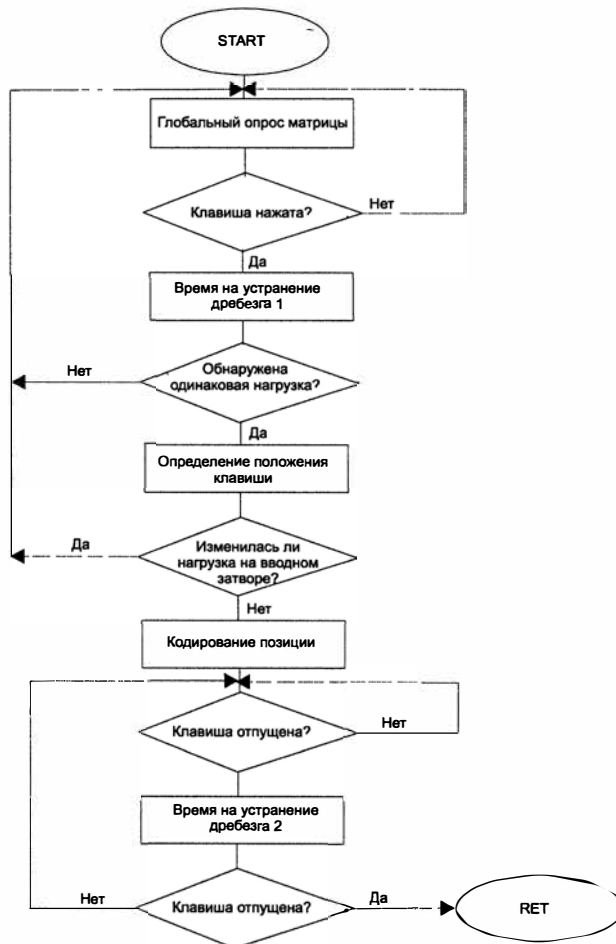 START
Глобальный опрос матрицы
Клавиша нажата?
Нет
Да
Время на устранение
дребезга 1
Обнаружена
одинаковая нагрузка?
Нет
Да
Определение положения
клавиши
Да
Изменилась ли
нагрузка на вводном
затворе?
Нет
Кодирование позиции
Клавиша отпущена?
Нет
Время на устранение
дребезга 2
Нет
Клавиша отпущена?
Да
RET